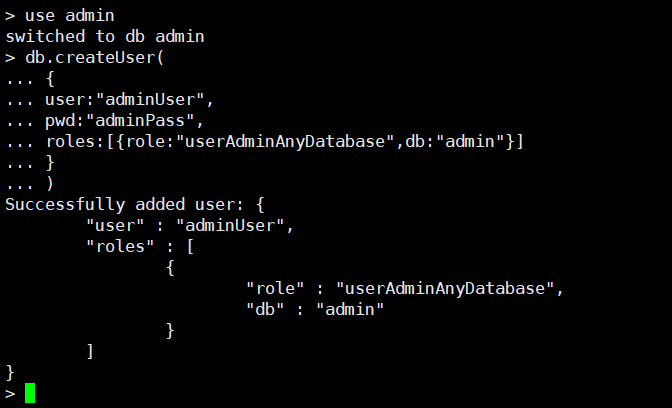 > use admin
switched to db admin
> db.createUser(
... {
... user:"adminUser",
... pwd:"adminPass",
... roles:[{role:"userAdminAnyDatabase",db:"admin"}]
... }
... )
Successfully added user: {
        "user" : "adminUser",
        "roles" : [
                {
                        "role" : "userAdminAnyDatabase",
                        "db" : "admin"
                }
        ]
}
>